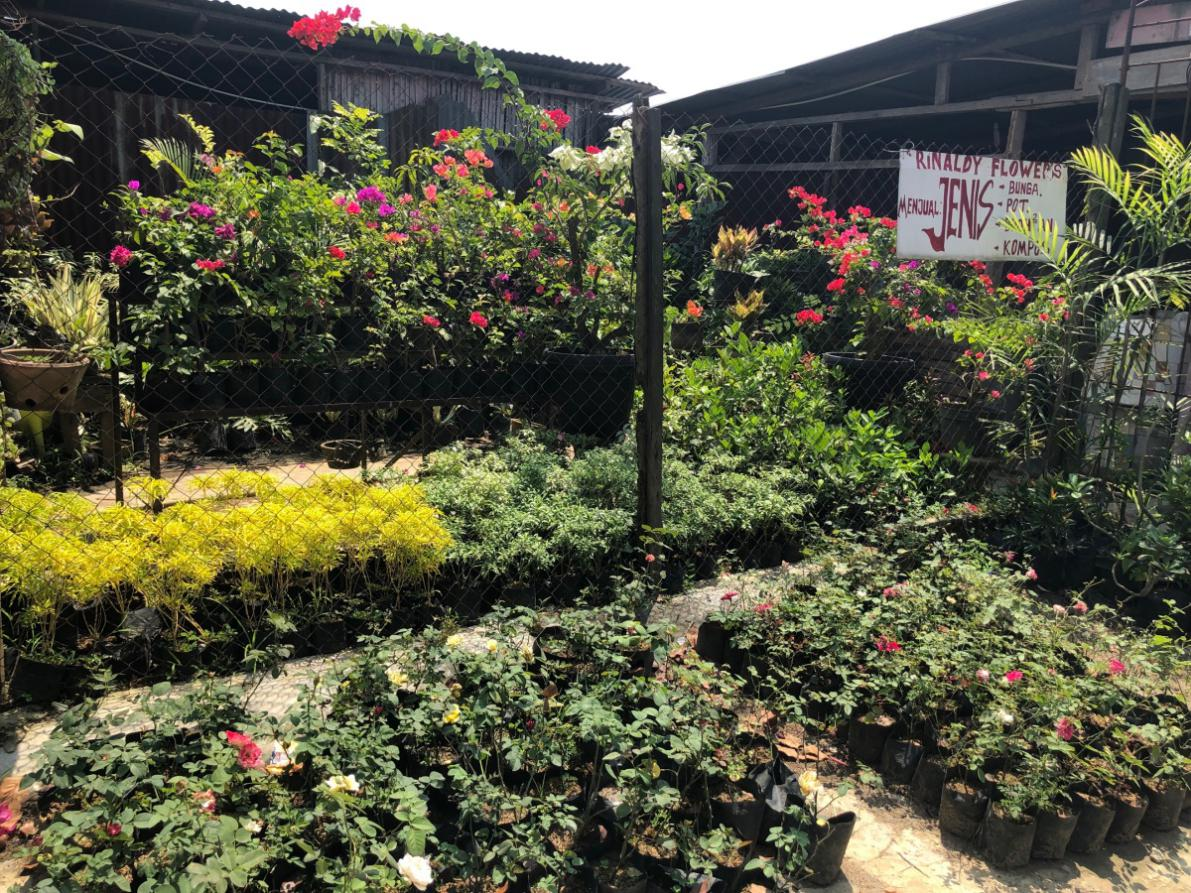 RINALDY FLOWERS
MENJUAL: JENIS
• BUNGA,
• POT,
• KOMPO